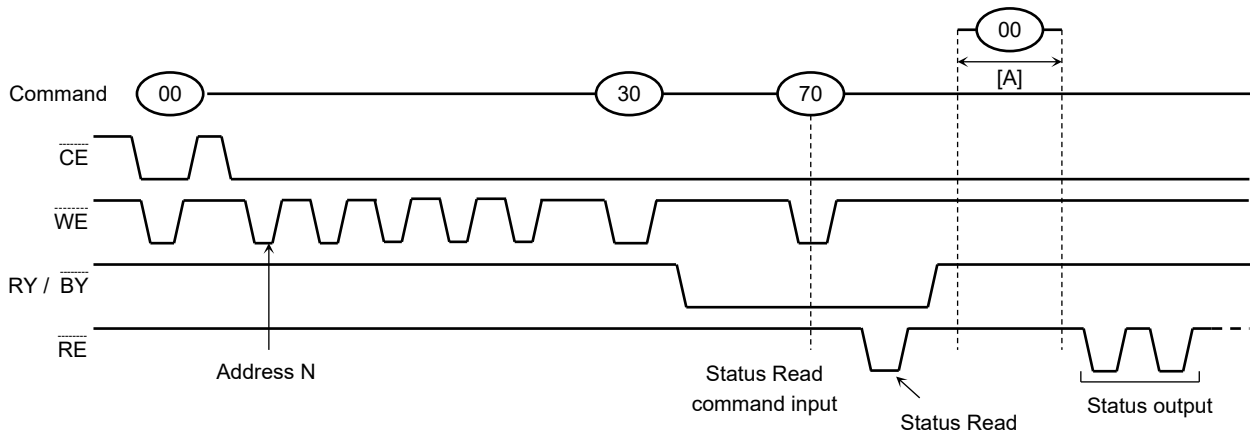 00
[A]
Command 00 30 70
CE
WE
RY / BY
RE
Address N
Status Read
command input
Status Read
Status output